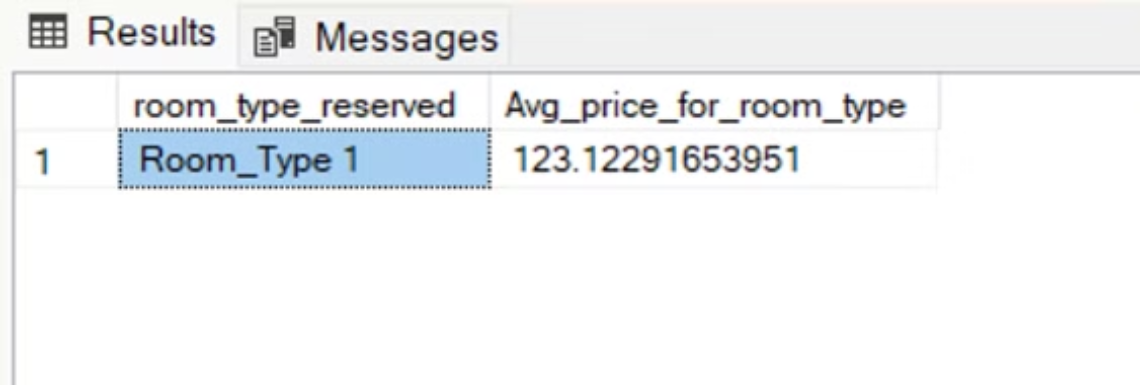 Results Messages
room_type_reserved Avg_price_for_room_type
1 Room_Type 1 123.12291653951